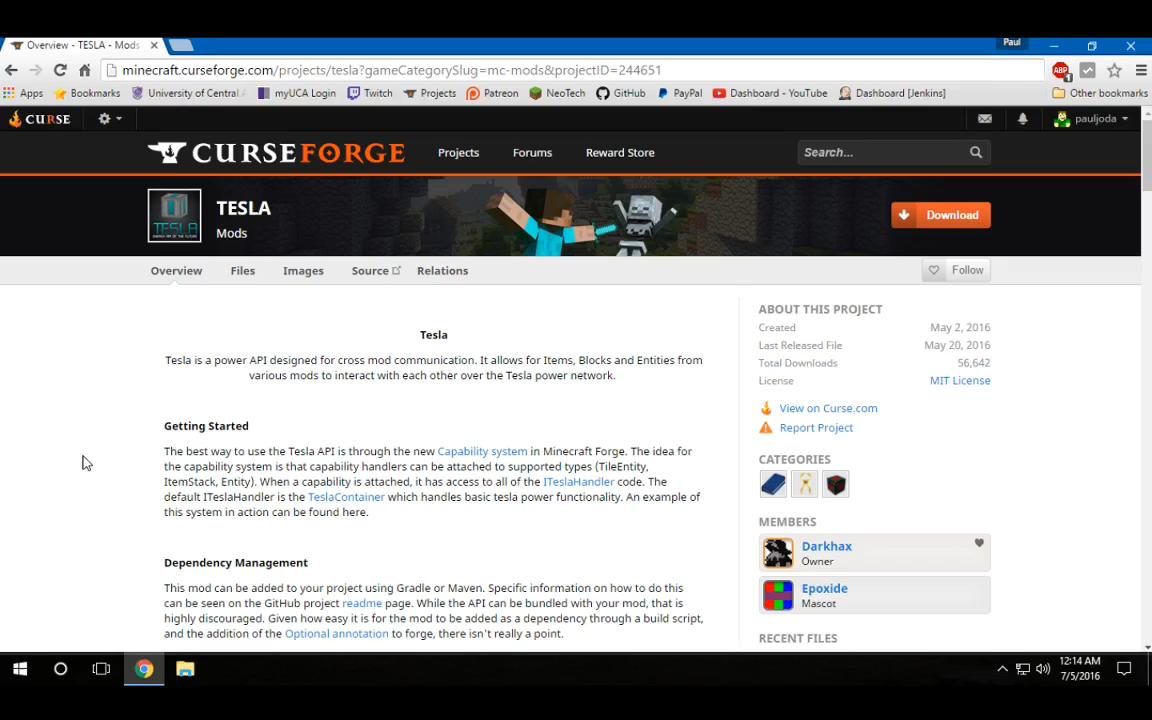 Overview - TESLA - Mods
Paul
minecraft.curseforge.com/projects/tesla?gameCategorySlug=mc-mods&projectID=244651
ABP
Apps Bookmarks University of Central myUCA Login Twitch Projects Patreon NeoTech GitHub PayPal Dashboard - YouTube Dashboard [Jenkins] Other bookmarks
CURSE pauljoda
CURSEFORGE Projects Forums Reward Store Search...
TESLA
Mods
Download
TESLA
Overview Files Images Source Relations Follow
Tesla
Tesla is a power API designed for cross mod communication. It allows for Items, Blocks and Entities from
various mods to interact with each other over the Tesla power network.
Getting Started
The best way to use the Tesla API is through the new Capability system in Minecraft Forge. The idea for
the capability system is that capability handlers can be attached to supported types (TileEntity,
ItemStack, Entity). When a capability is attached, it has access to all of the ITeslaHandler code. The
default ITeslaHandler is the TeslaContainer which handles basic tesla power functionality. An example of
this system in action can be found here.
Dependency Management
This mod can be added to your project using Gradle or Maven. Specific information on how to do this
can be seen on the GitHub project readme page. While the API can be bundled with your mod, that is
highly discouraged. Given how easy it is for the mod to be added as a dependency through a build script,
and the addition of the Optional annotation to forge, there isn't really a point.
ABOUT THIS PROJECT
Created May 2, 2016
Last Released File May 20, 2016
Total Downloads 56,642
License MIT License
View on Curse.com
Report Project
CATEGORIES
MEMBERS
Darkhax
Owner
Epoxide
Mascot
RECENT FILES
12:14 AM
7/5/2016